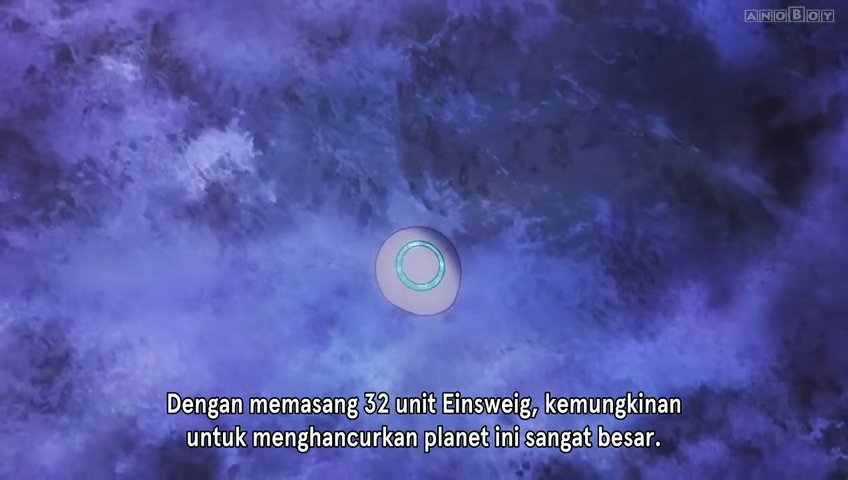 ANOBOY
Dengan memasang 32 unit Einsweig, kemungkinan
untuk menghancurkan planet ini sangat besar.